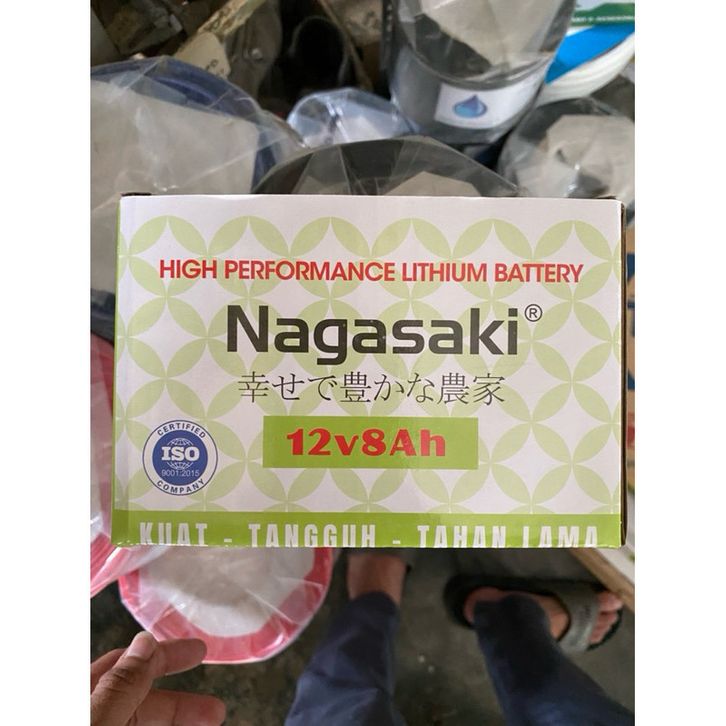 HIGH PERFORMANCE LITHIUM BATTERY
Nagasaki®
幸せで豊かな農家
12v8Ah
CERTIFIED
ISO
9001:2015
COMPANY
KUAT - TANGGUH - TAHAN LAMA